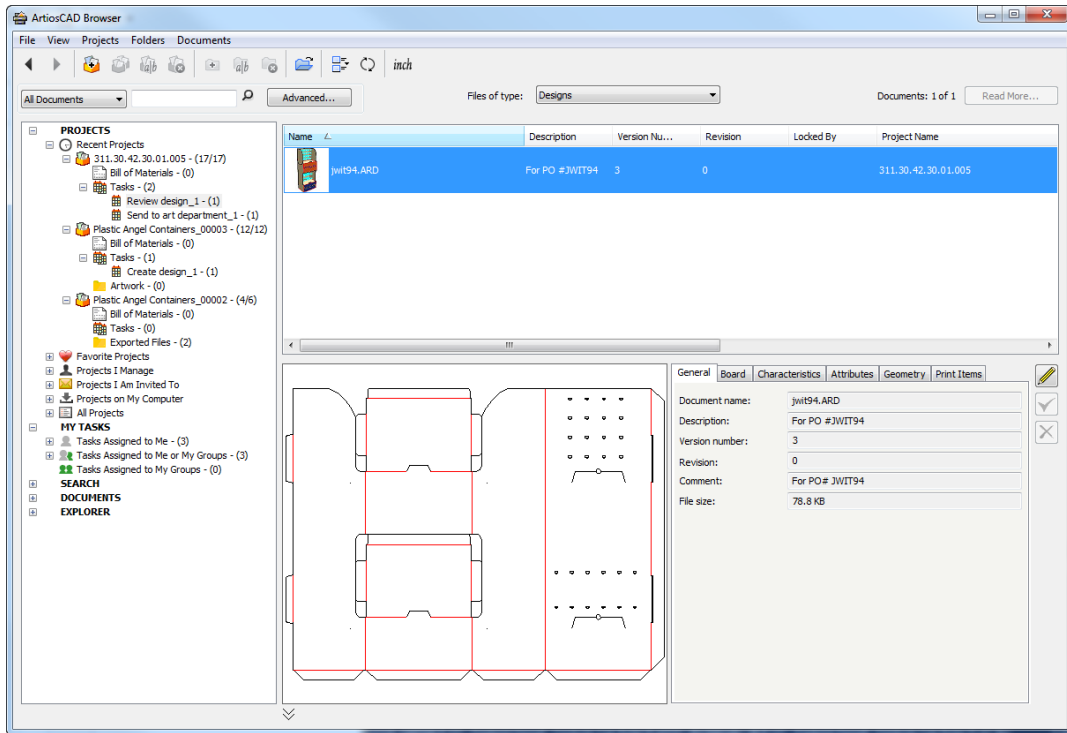 ArtiosCAD Browser
File View Projects Folders Documents
a|b a|b inch
All Documents Advanced... Files of type: Designs Documents: 1 of 1 Read More...
PROJECTS
Recent Projects
311.30.42.30.01.005 - (17/17)
Bill of Materials - (0)
Tasks - (2)
Review design_1 - (1)
Send to art department_1 - (1)
Plastic Angel Containers_00003 - (12/12)
Bill of Materials - (0)
Tasks - (1)
Create design_1 - (1)
Artwork - (0)
Plastic Angel Containers_00002 - (4/6)
Bill of Materials - (0)
Tasks - (0)
Exported Files - (2)
Favorite Projects
Projects I Manage
Projects I Am Invited To
Projects on My Computer
All Projects
MY TASKS
Tasks Assigned to Me - (3)
Tasks Assigned to Me or My Groups - (3)
Tasks Assigned to My Groups - (0)
SEARCH
DOCUMENTS
EXPLORER
Name Description Version Nu... Revision Locked By Project Name
jwit94.ARD For PO #JWIT94 3 0 311.30.42.30.01.005
General Board Characteristics Attributes Geometry Print Items
Document name: jwit94.ARD
Description: For PO #JWIT94
Version number: 3
Revision: 0
Comment: For PO# JWIT94
File size: 78.8 KB